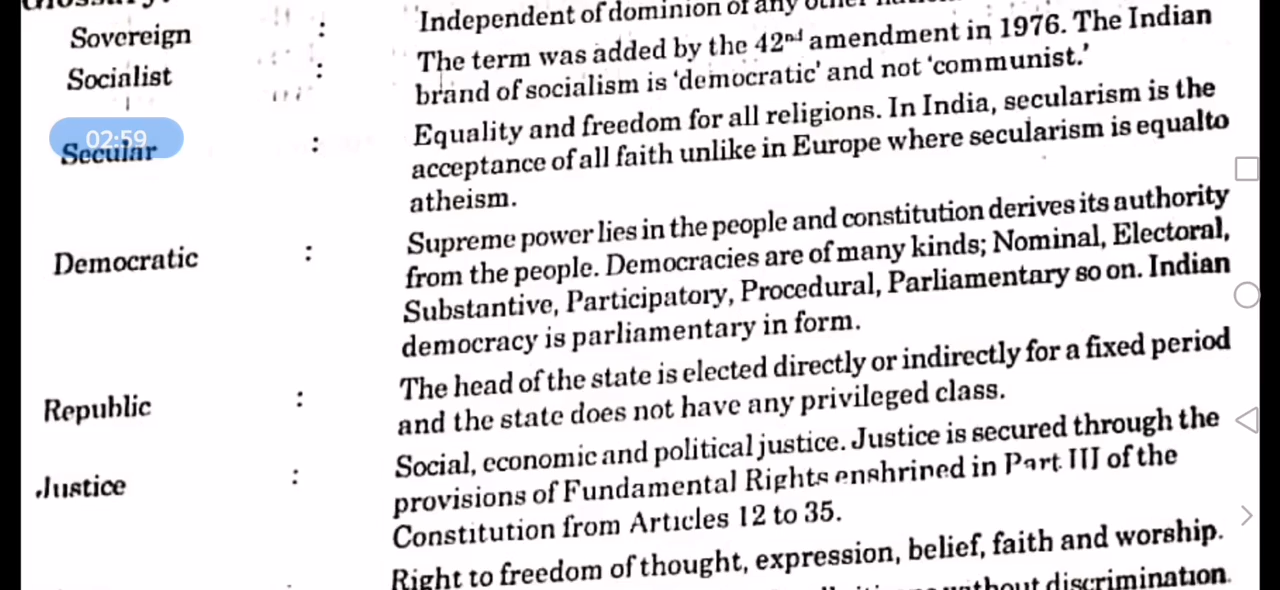 Glossary:
Sovereign : Independent of dominion of any other
Socialist : The term was added by the 42nd amendment in 1976. The Indian
brand of socialism is 'democratic' and not 'communist.'
02:59
Secular : Equality and freedom for all religions. In India, secularism is the
acceptance of all faith unlike in Europe where secularism is equalto
atheism.
Democratic : Supreme power lies in the people and constitution derives its authority
from the people. Democracies are of many kinds; Nominal, Electoral,
Substantive, Participatory, Procedural, Parliamentary so on. Indian
democracy is parliamentary in form.
Republic : The head of the state is elected directly or indirectly for a fixed period
and the state does not have any privileged class.
Justice : Social, economic and political justice. Justice is secured through the
provisions of Fundamental Rights enshrined in Part III of the
Constitution from Articles 12 to 35.
Right to freedom of thought, expression, belief, faith and worship.
without discrimination.